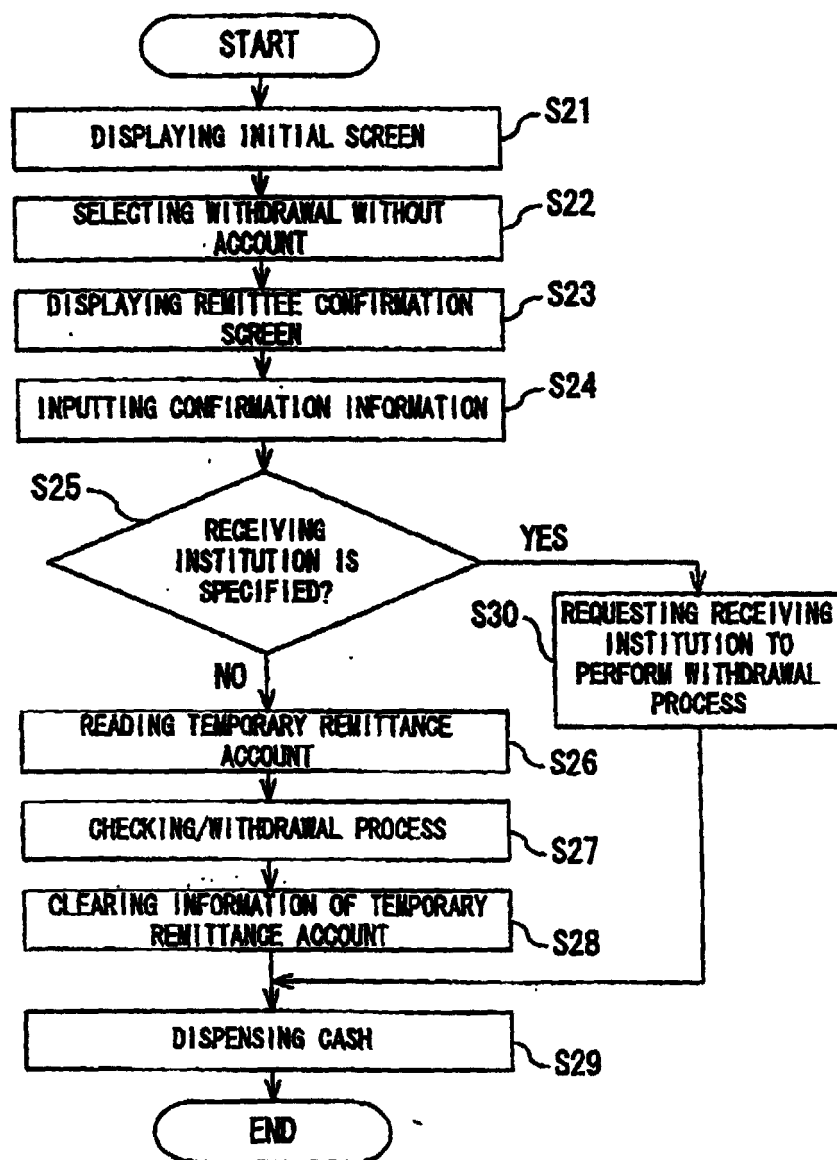 START
DISPLAYING INITIAL SCREEN
S21
SELECTING WITHDRAWAL WITHOUT
ACCOUNT
S22
DISPLAYING REMITTEE CONFIRMATION
SCREEN
S23
INPUTTING CONFIRMATION INFORMATION
S24
S25
RECEIVING
INSTITUTION IS
SPECIFIED?
YES
NO
S30
REQUESTING RECEIVING
INSTITUTION TO
PERFORM WITHDRAWAL
PROCESS
READING TEMPORARY REMITTANCE
ACCOUNT
S26
CHECKING/WITHDRAWAL PROCESS
S27
CLEARING INFORMATION OF TEMPORARY
REMITTANCE ACCOUNT
S28
DISPENSING CASH
S29
END